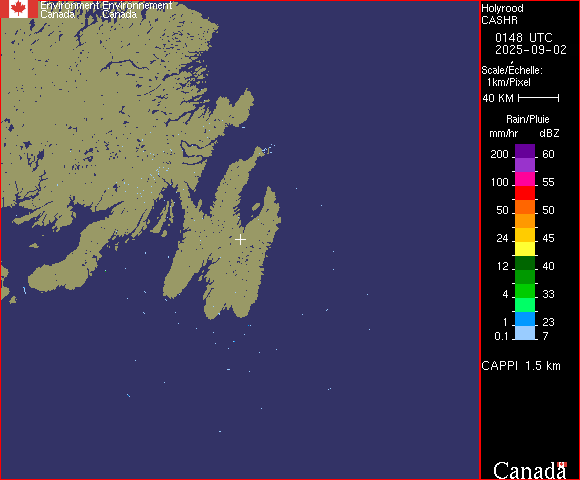 Environment Environnement
Canada Canada
Holyrood
CASHR
0148 UTC
2025-09-02
Scale/Échelle:
1km/Pixel
40 KM
Rain/Pluie
mm/hr dBZ
200 60
55
100 55
50 50
45
24 45
12 40
4 33
1 23
0.1 7
CAPPI 1.5 km
Canada